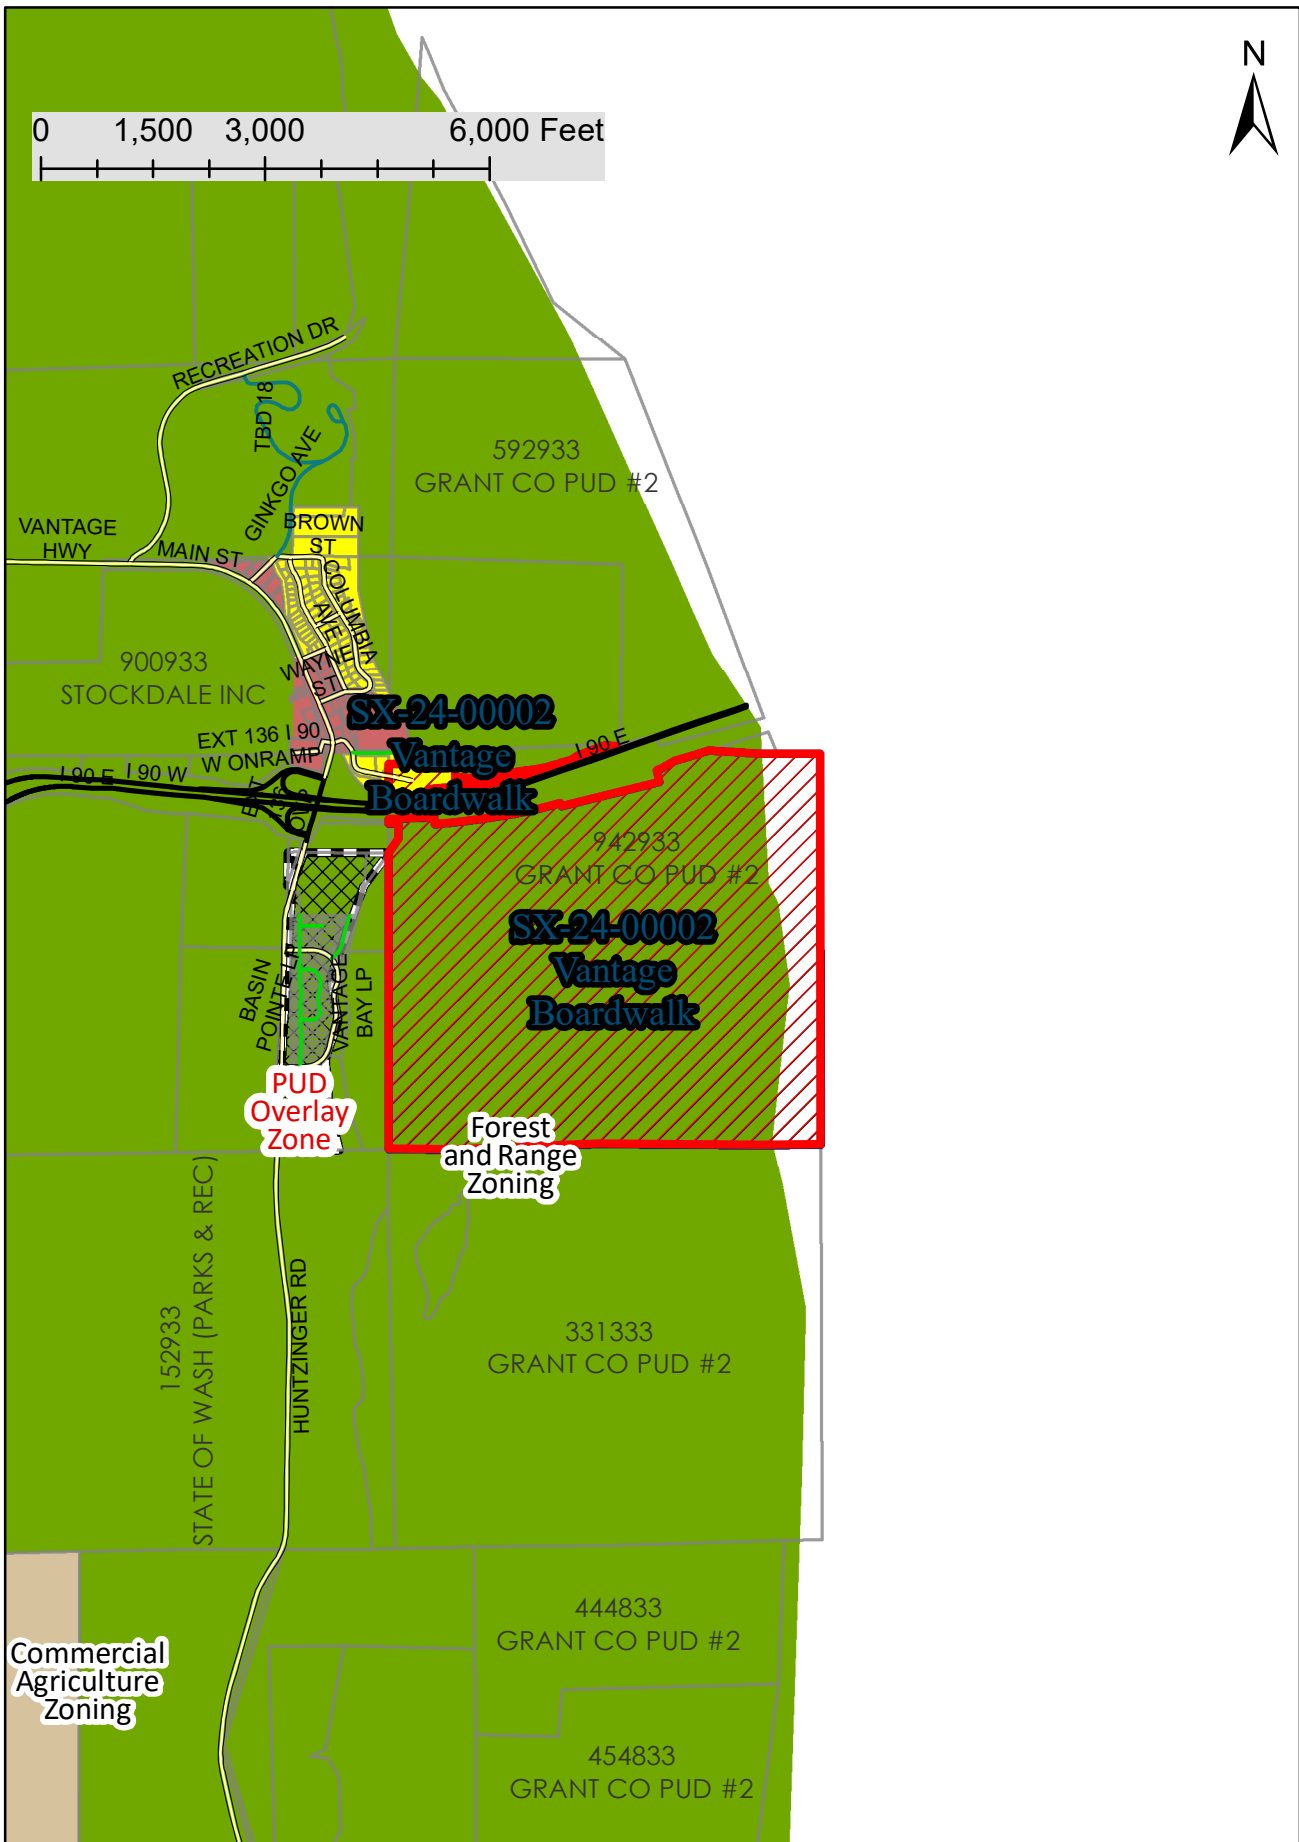 N
0 1,500 3,000 6,000 Feet
RECREATION DR
TBD 18
GINKGO AVE
592933
GRANT CO PUD #2
VANTAGE
HWY
MAIN ST
BROWN
ST
COLUMBIA
AVE
WAYNE
ST
900933
STOCKDALE INC
SX-24-00002
Vantage
Boardwalk
EXT 136 I 90
W ONRAMP
I 90 E
I 90 W
I 90 E
EXT
136
942933
GRANT CO PUD #2
SX-24-00002
Vantage
Boardwalk
BASIN
POINTE LP
VANTAGE
BAY LP
PUD
Overlay
Zone
Forest
and Range
Zoning
152933
STATE OF WASH (PARKS & REC)
HUNTZINGER RD
331333
GRANT CO PUD #2
444833
GRANT CO PUD #2
Commercial
Agriculture
Zoning
454833
GRANT CO PUD #2